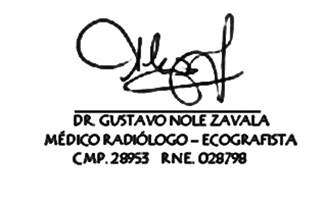 DR. GUSTAVO NOLE ZAVALA
MÉDICO RADIÓLOGO – ECOGRAFISTA
CMP. 28953 RNE. 028798